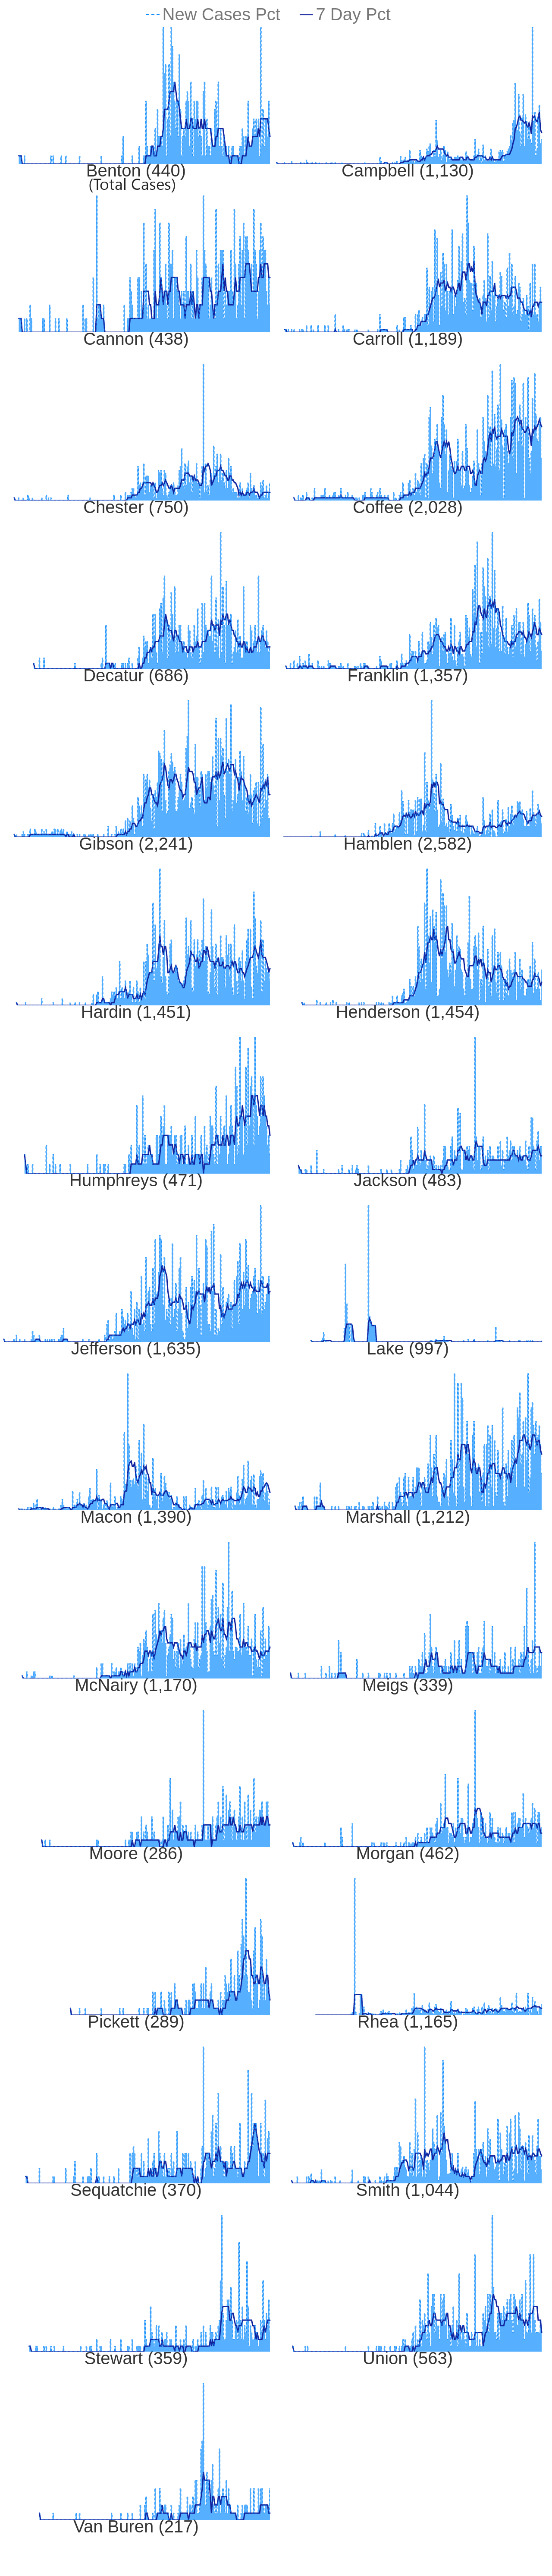 New Cases Pct 7 Day Pct
Benton (440) Campbell (1,130)
(Total Cases)
Cannon (438) Carroll (1,189)
Chester (750) Coffee (2,028)
Decatur (686) Franklin (1,357)
Gibson (2,241) Hamblen (2,582)
Hardin (1,451) Henderson (1,454)
Humphreys (471) Jackson (483)
Jefferson (1,635) Lake (997)
Macon (1,390) Marshall (1,212)
McNairy (1,170) Meigs (339)
Moore (286) Morgan (462)
Pickett (289) Rhea (1,165)
Sequatchie (370) Smith (1,044)
Stewart (359) Union (563)
Van Buren (217)